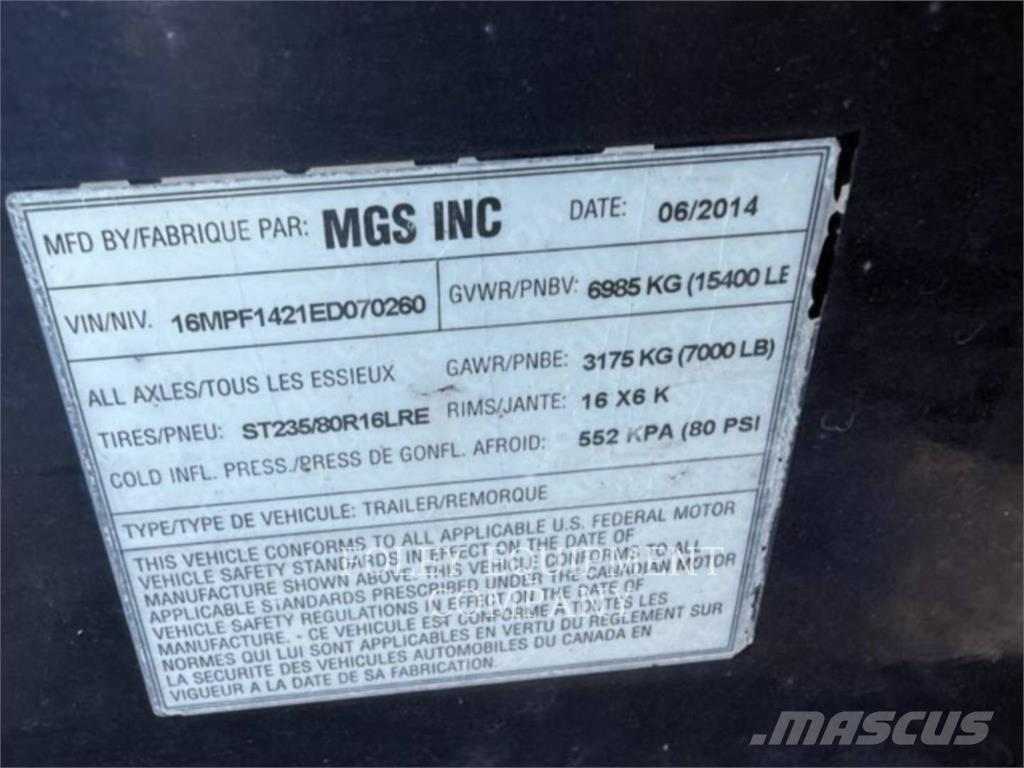 MFD BY/FABRIQUE PAR: MGS INC DATE: 06/2014
VIN/NIV. 16MPF1421ED070260 GVWR/PNBV: 6985 KG (15400 LE
ALL AXLES/TOUS LES ESSIEUX GAWR/PNBE: 3175 KG (7000 LB)
TIRES/PNEU: ST235/80R16LRE RIMS/JANTE: 16 X6 K
COLD INFL. PRESS./PRESS DE GONFL. AFROID: 552 KPA (80 PSI
TYPE/TYPE DE VEHICULE: TRAILER/REMORQUE
THIS VEHICLE CONFORMS TO ALL APPLICABLE U.S. FEDERAL MOTOR
VEHICLE SAFETY STANDARDS IN EFFECT ON THE DATE OF
MANUFACTURE SHOWN ABOVE./THIS VEHICLE CONFORMS TO ALL
APPLICABLE STANDARDS PRESCRIBED UNDER THE CANADIAN MOTOR
VEHICLE SAFETY REGULATIONS IN EFFECT ON THE DATE OF
MANUFACTURE. - CE VEHICULE EST CONFORME A TOUTES LES
NORMES QUI LUI SONT APPLICABLES EN VERTU DU REGLEMENT SUR
LA SECURITE DES VEHICULES AUTOMOBILES DU CANADA EN
VIGUEUR A LA DATE DE SA FABRICATION.
FOLEY EQUIPMENT
COMPANY
MASCUS